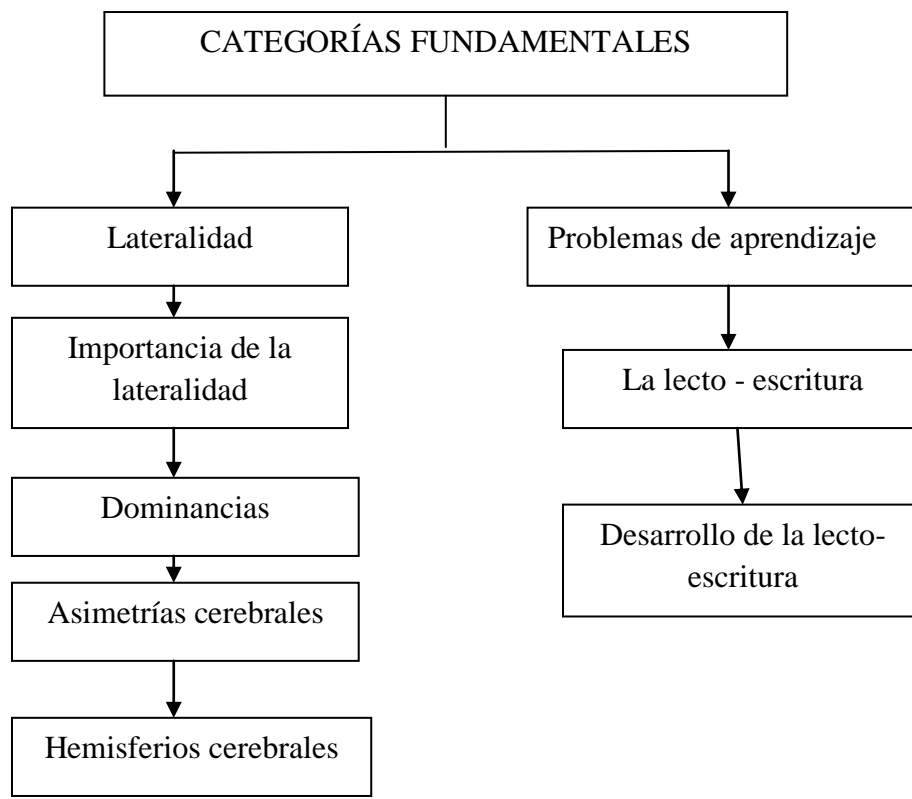 CATEGORÍAS FUNDAMENTALES
Lateralidad
Importancia de la
lateralidad
Dominancias
Asimetrías cerebrales
Hemisferios cerebrales
Problemas de aprendizaje
La lecto - escritura
Desarrollo de la lecto-
escritura